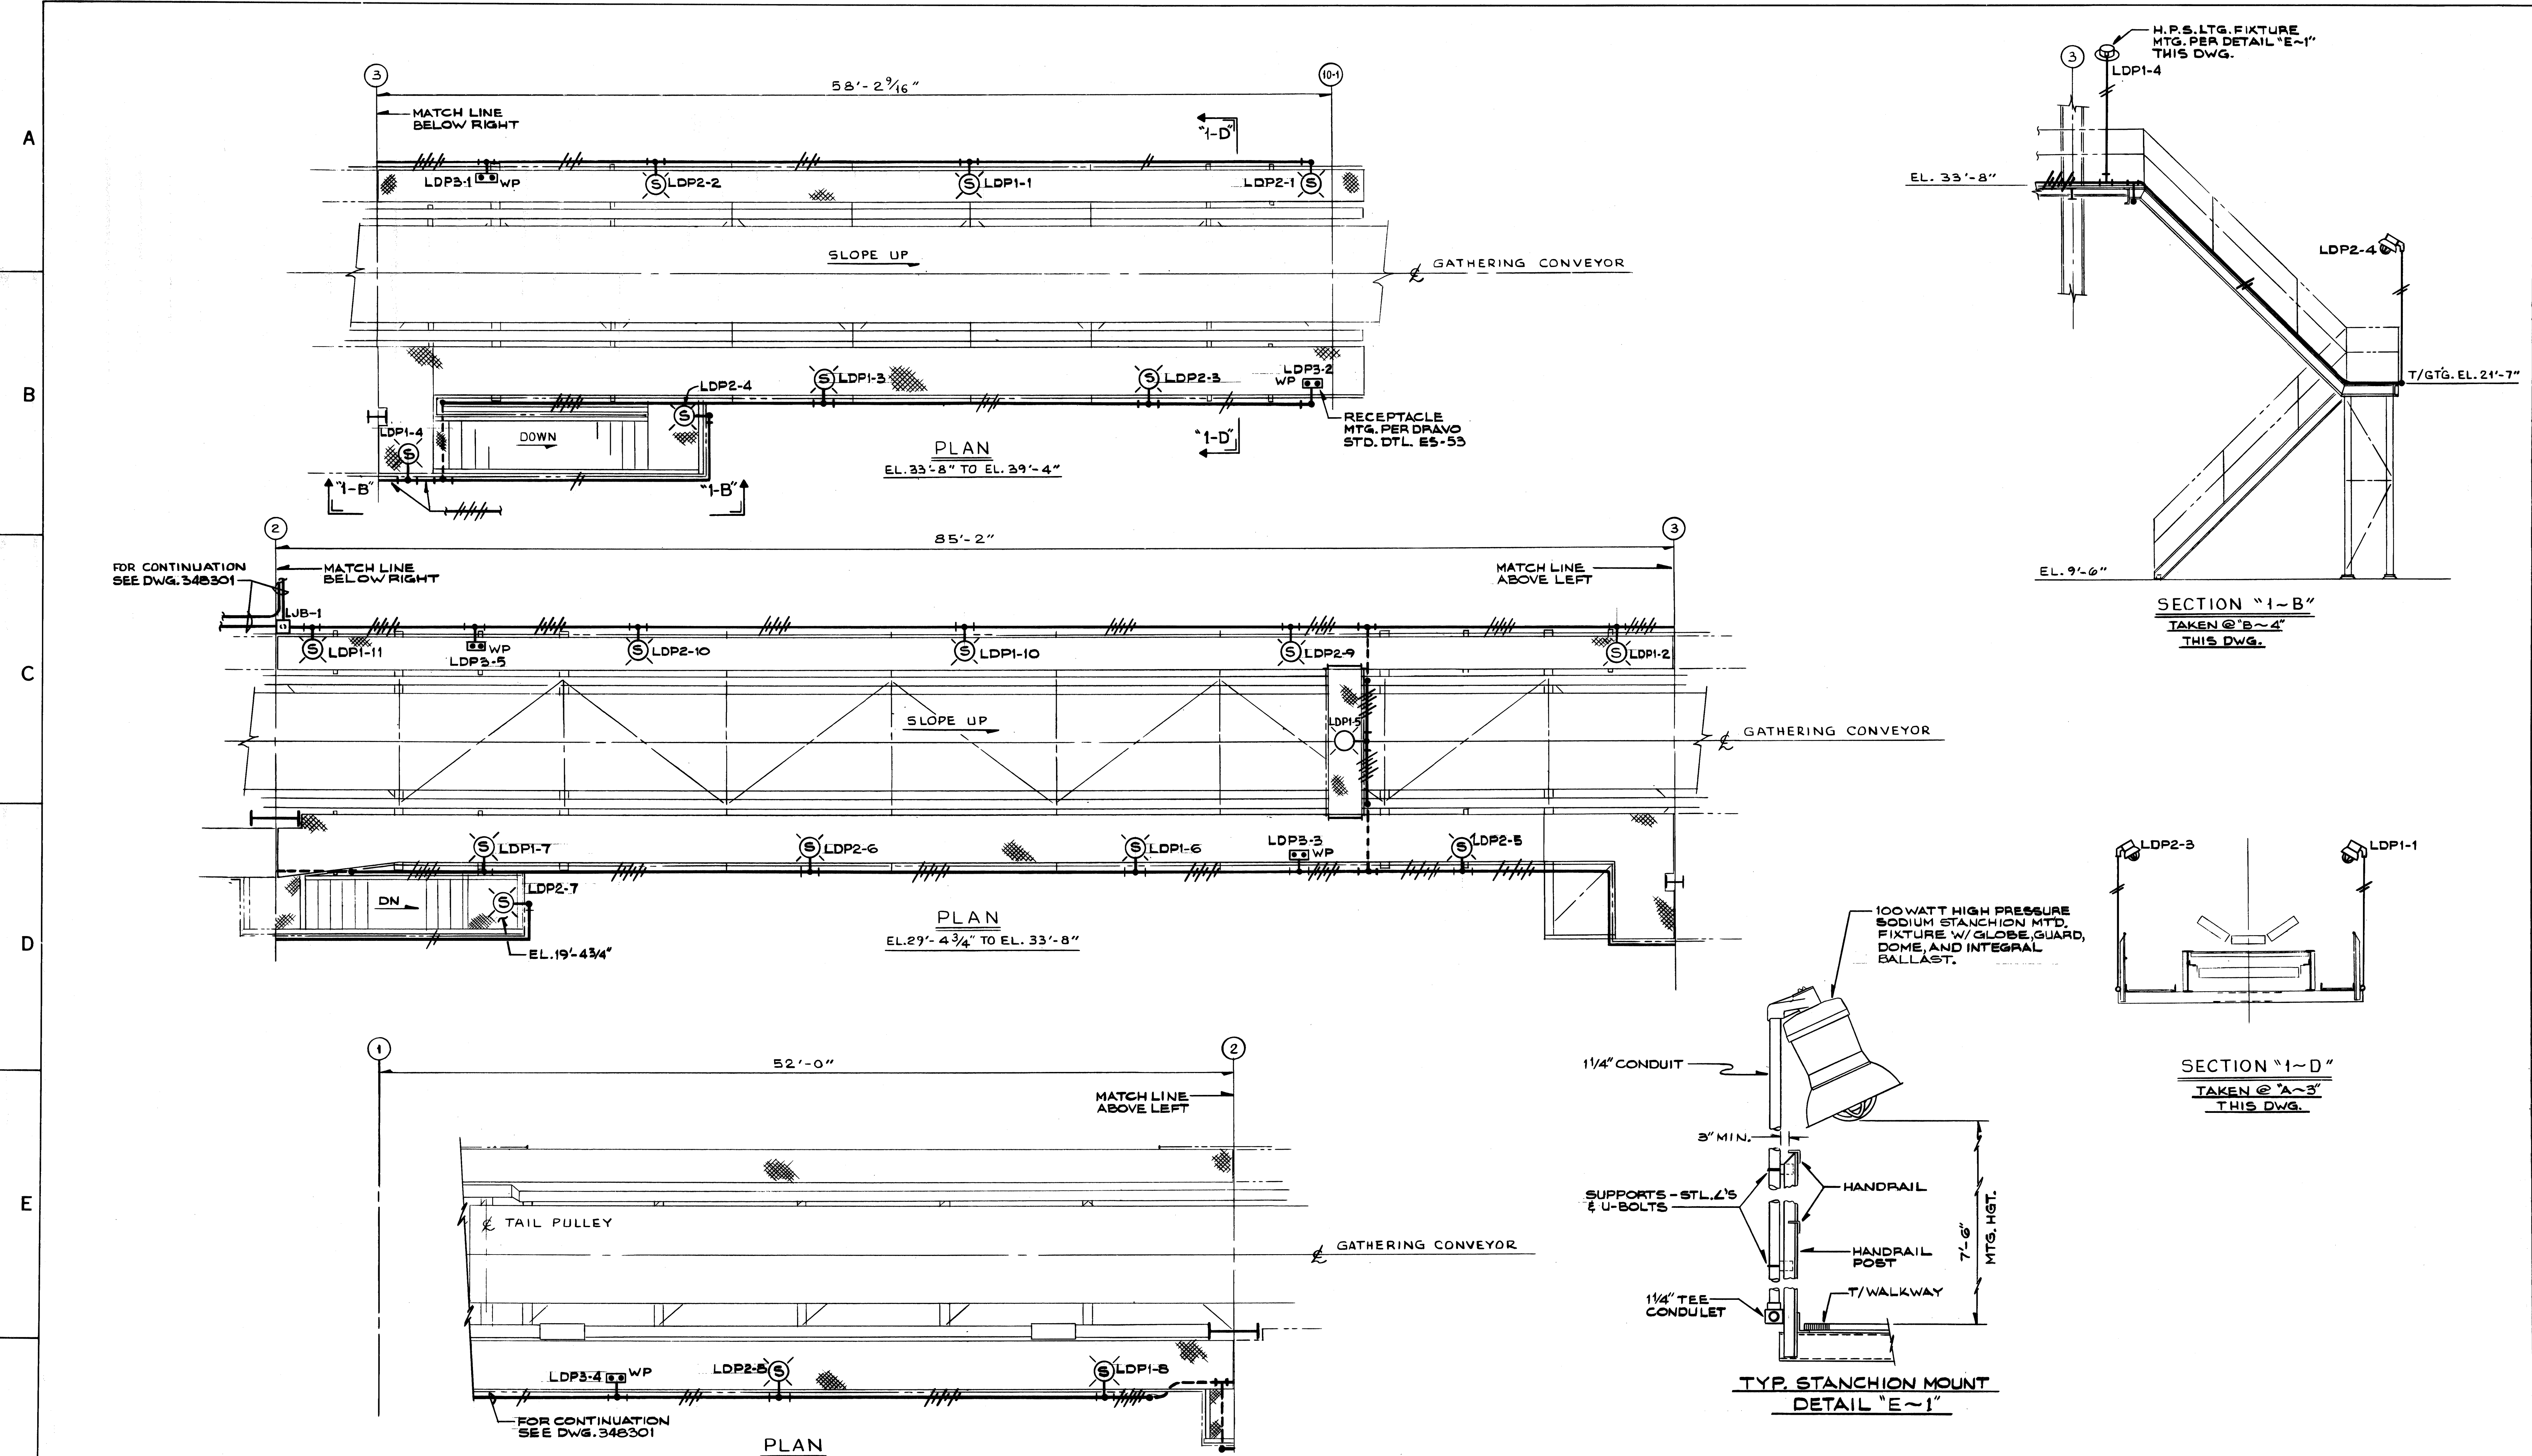 A
B
C
D
E
3
10-1
58'-2 9/16"
MATCH LINE
BELOW RIGHT
"1-D"
LDP3-1
WP
LDP2-2
LDP1-1
LDP2-1
SLOPE UP
℄ GATHERING CONVEYOR
LDP1-3
LDP2-3
LDP3-2
WP
LDP2-4
LDP1-4
DOWN
RECEPTACLE
MTG. PER DRAVO
STD. DTL. ES-53
"1-D"
PLAN
EL. 33'-8" TO EL. 39'-4"
"1-B"
"1-B"
H.P.S. LTG. FIXTURE
MTG. PER DETAIL "E~1"
THIS DWG.
3
LDP1-4
EL. 33'-8"
LDP2-4
T/GT'G. EL. 21'-7"
EL. 9'-6"
SECTION "1~B"
TAKEN @ "B~4"
THIS DWG.
2
3
85'-2"
FOR CONTINUATION
SEE DWG. 348301
MATCH LINE
BELOW RIGHT
MATCH LINE
ABOVE LEFT
LJB-1
LDP1-11
LDP3-5
WP
LDP2-10
LDP1-10
LDP2-9
LDP1-2
SLOPE UP
LDP1-5
℄ GATHERING CONVEYOR
LDP1-7
LDP2-6
LDP1-6
LDP3-3
WP
LDP2-5
LDP2-7
DN
EL. 19'-4 3/4"
PLAN
EL. 29'-4 3/4" TO EL. 33'-8"
LDP2-3
LDP1-1
SECTION "1~D"
TAKEN @ "A~3"
THIS DWG.
1
2
52'-0"
MATCH LINE
ABOVE LEFT
℄ TAIL PULLEY
℄ GATHERING CONVEYOR
LDP3-4
WP
LDP2-8
LDP1-8
FOR CONTINUATION
SEE DWG. 348301
PLAN
100 WATT HIGH PRESSURE
SODIUM STANCHION MT'D.
FIXTURE W/ GLOBE, GUARD,
DOME, AND INTEGRAL
BALLAST.
1 1/4" CONDUIT
3" MIN.
SUPPORTS - STL. ∠'S
& U-BOLTS
HANDRAIL
HANDRAIL
POST
7'-6"
MTG. HGT.
1 1/4" TEE
CONDULET
T/WALKWAY
TYP. STANCHION MOUNT
DETAIL "E~1"